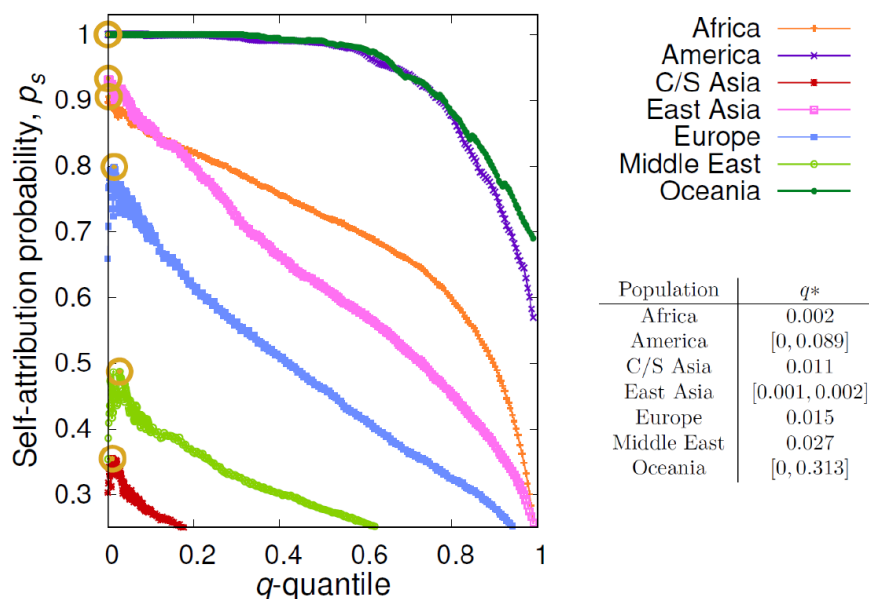 Self-attribution probability, pₛ
1
0.9
0.8
0.7
0.6
0.5
0.4
0.3
0 0.2 0.4 0.6 0.8 1
q-quantile
Africa
America
C/S Asia
East Asia
Europe
Middle East
Oceania
Population q*
Africa 0.002
America [0, 0.089]
C/S Asia 0.011
East Asia [0.001, 0.002]
Europe 0.015
Middle East 0.027
Oceania [0, 0.313]